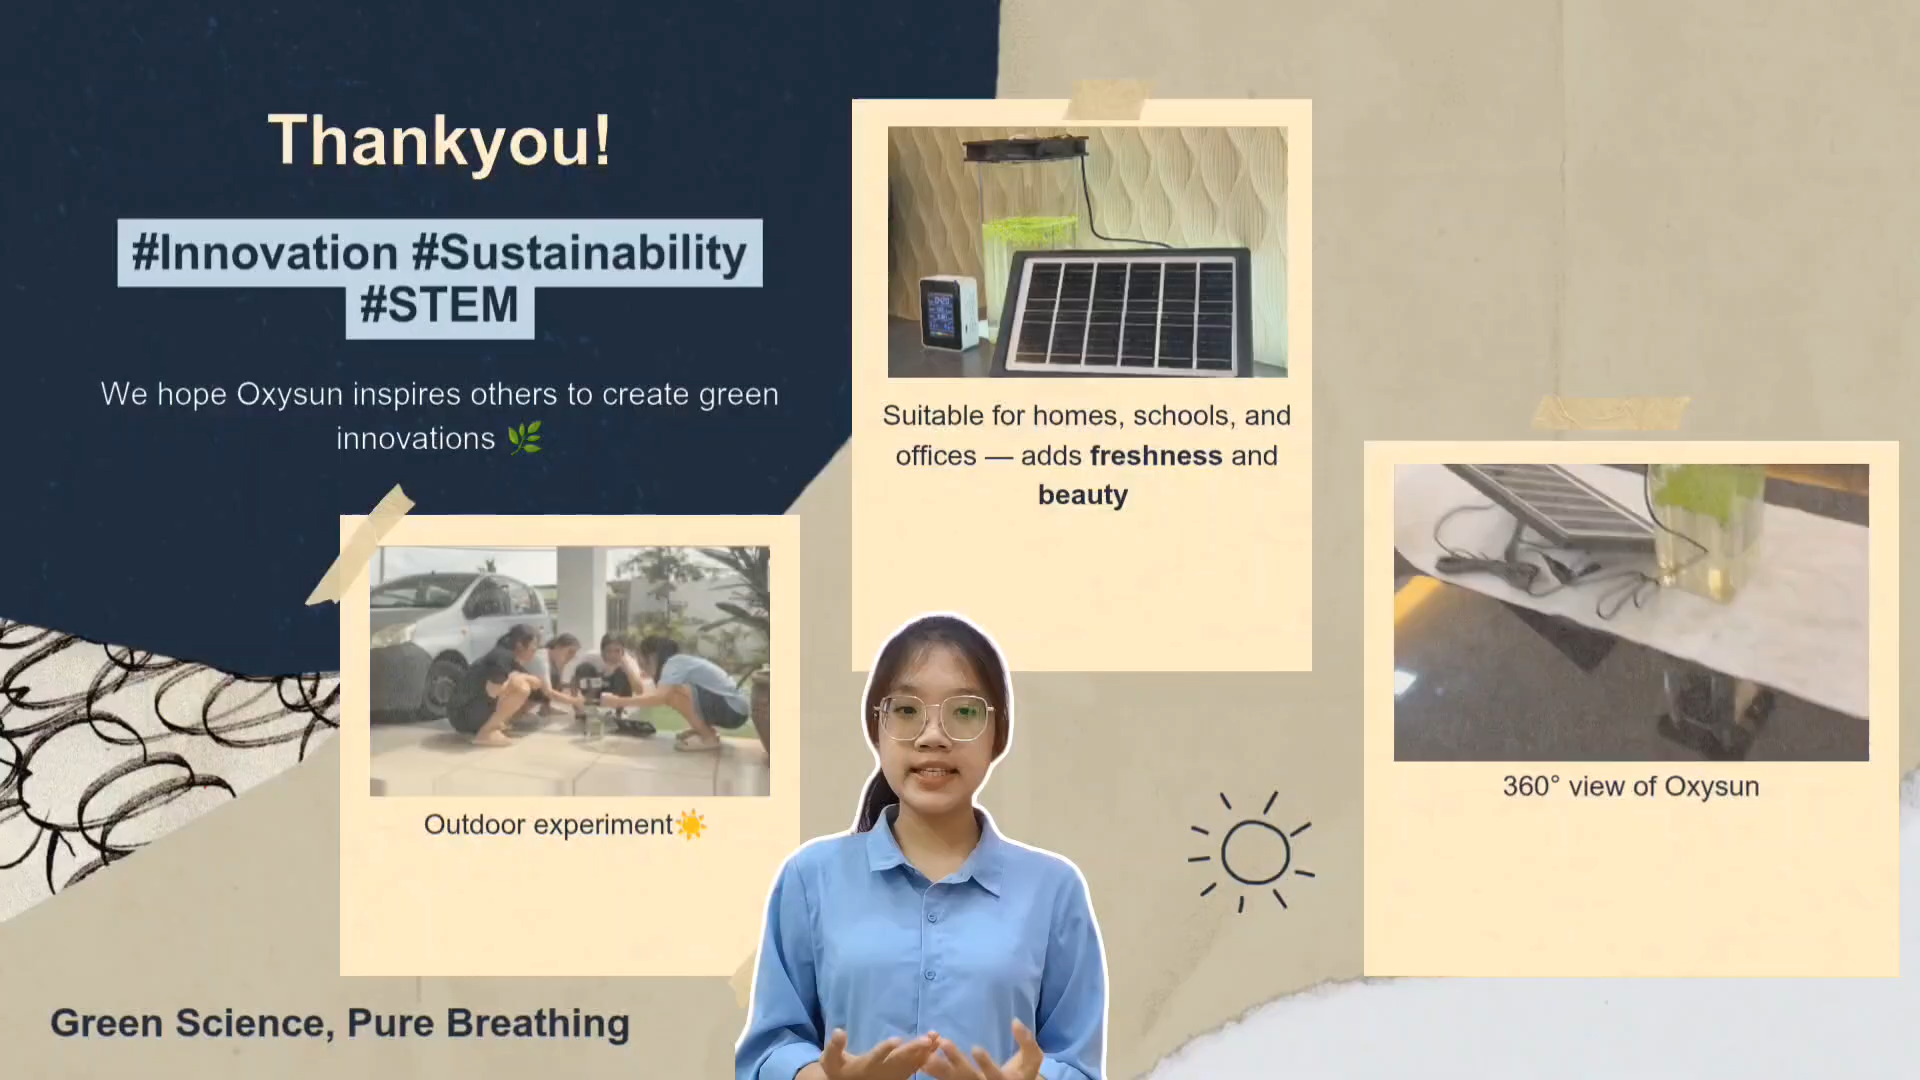 Thankyou!
#Innovation #Sustainability
#STEM
We hope Oxysun inspires others to create green
innovations 🌿
Suitable for homes, schools, and
offices — adds freshness and
beauty
Outdoor experiment☀️
360° view of Oxysun
Green Science, Pure Breathing